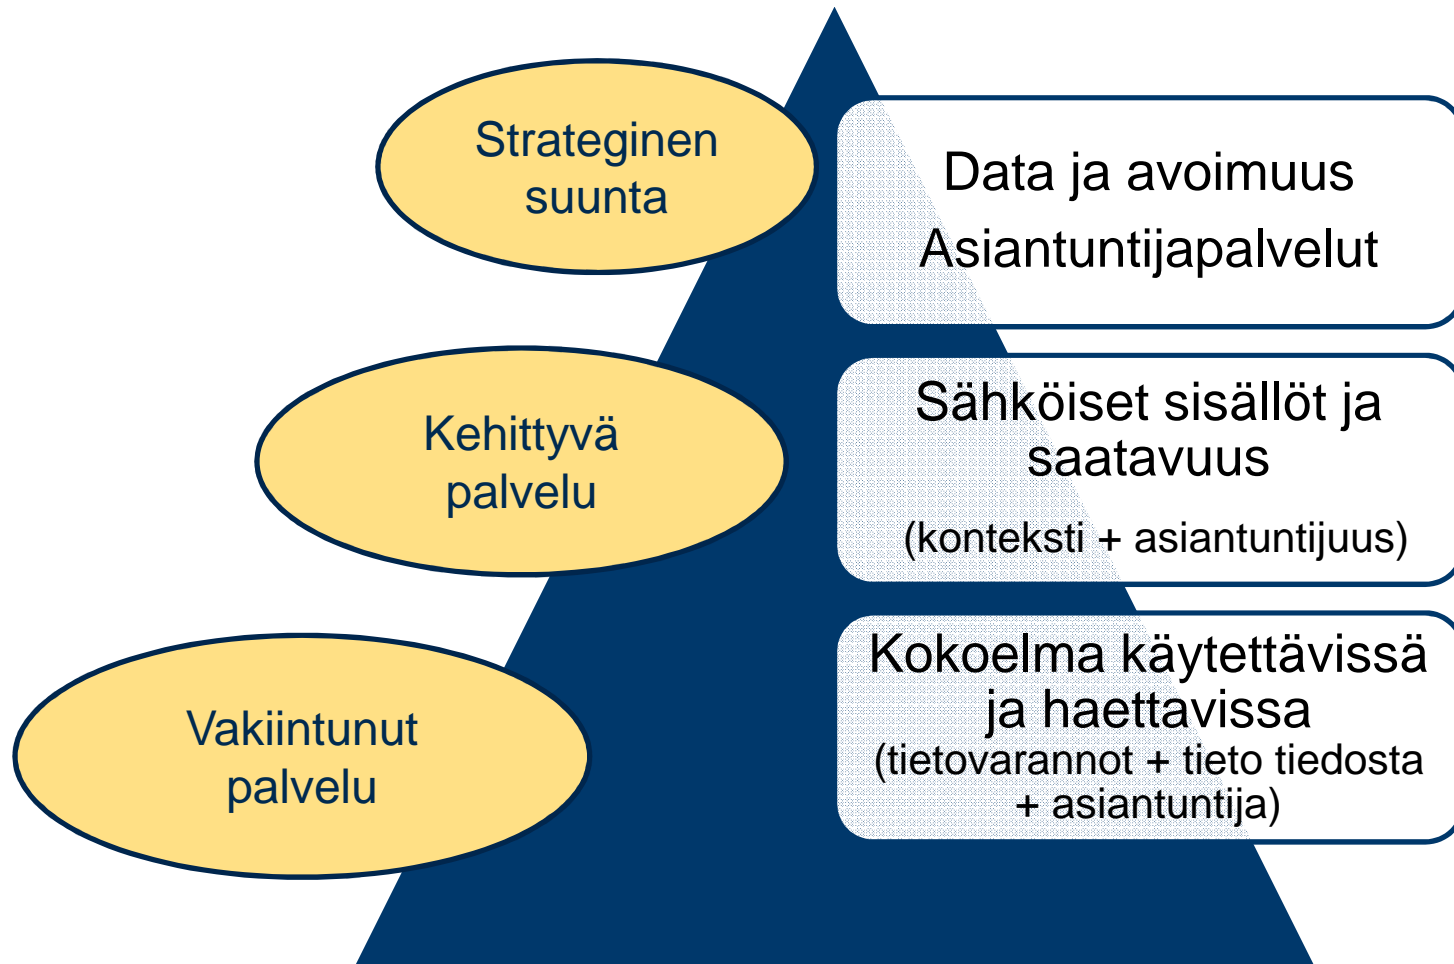 Strateginen
suunta
Data ja avoimuus
Asiantuntijapalvelut
Kehittyvä
palvelu
Sähköiset sisällöt ja
saatavuus
(konteksti + asiantuntijuus)
Vakiintunut
palvelu
Kokoelma käytettävissä
ja haettavissa
(tietovarannot + tieto tiedosta
+ asiantuntija)